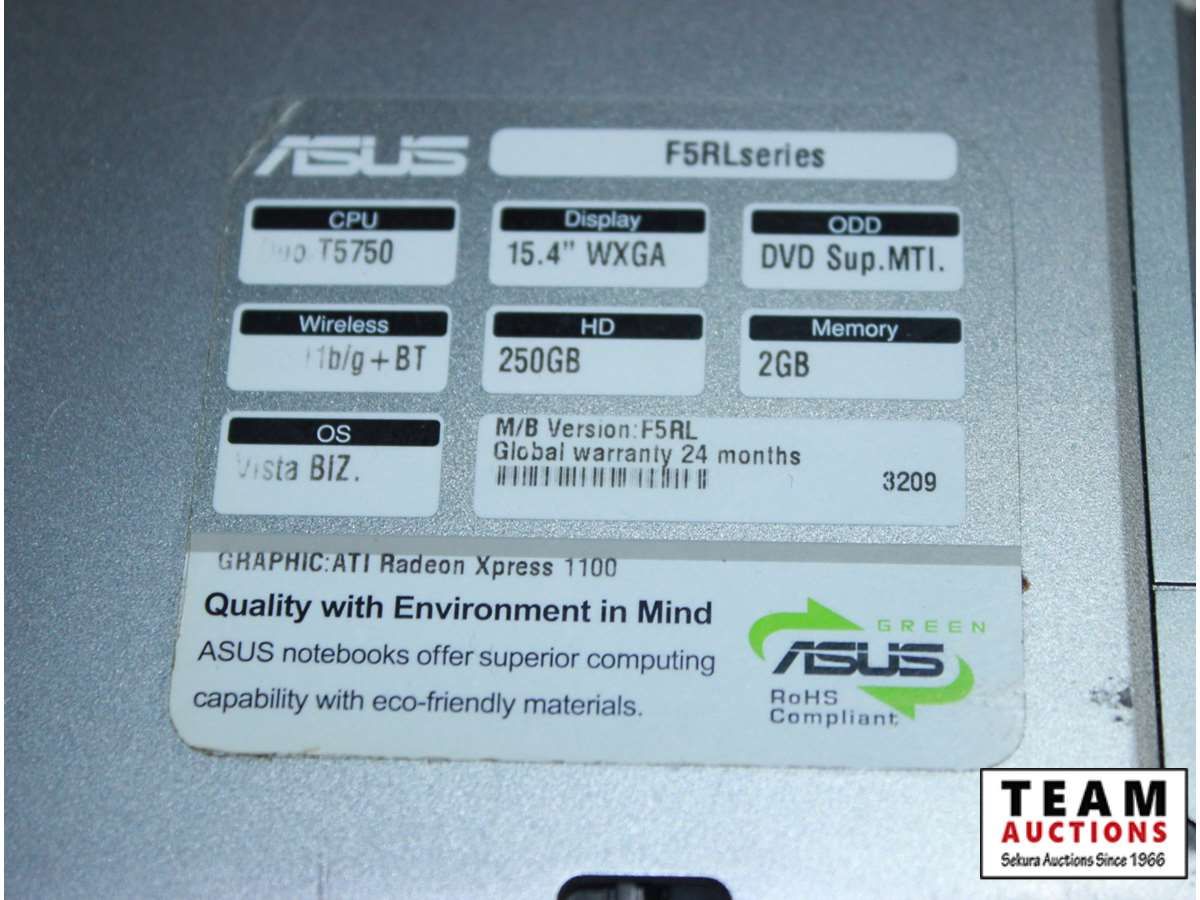 ASUS F5RLseries
CPU Display ODD
T5750 15.4" WXGA DVD Sup.MTI.
Wireless HD Memory
1b/g+BT 250GB 2GB
OS
Vista BIZ.
M/B Version:F5RL
Global warranty 24 months
3209
GRAPHIC:ATI Radeon Xpress 1100
Quality with Environment in Mind
ASUS notebooks offer superior computing
capability with eco-friendly materials.
GREEN
ASUS
RoHS
Compliant
TEAM
AUCTIONS
Sekura Auctions Since 1966